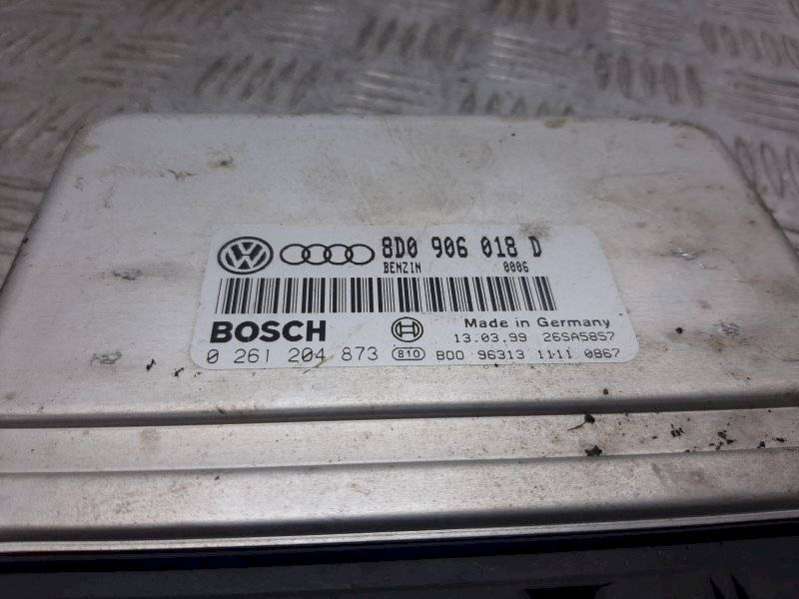 8D0 906 018 D
BENZIN 0006
BOSCH Made in Germany
13.03.99 26SA5857
0 261 204 873 810 BDO 96313 1111 0867